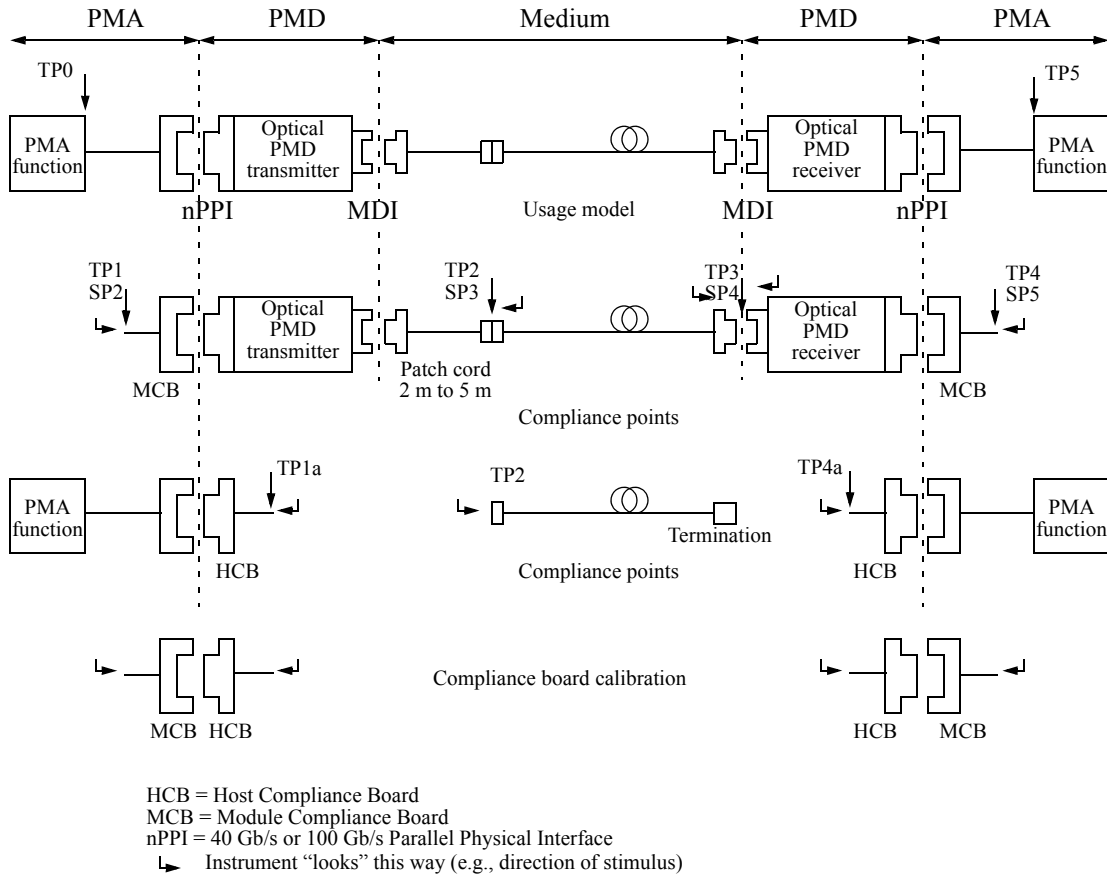 PMA PMD Medium PMD PMA
TP0 TP5
PMA
function
Optical
PMD
transmitter
Optical
PMD
receiver
PMA
function
nPPI MDI Usage model MDI nPPI
TP1
SP2
TP2
SP3
TP3
SP4
TP4
SP5
Optical
PMD
transmitter
Optical
PMD
receiver
MCB
Patch cord
2 m to 5 m
MCB
Compliance points
TP1a TP2 TP4a
PMA
function
PMA
function
Termination
HCB Compliance points HCB
Compliance board calibration
MCB HCB HCB MCB
HCB = Host Compliance Board
MCB = Module Compliance Board
nPPI = 40 Gb/s or 100 Gb/s Parallel Physical Interface
Instrument “looks” this way (e., direction of stimulus)